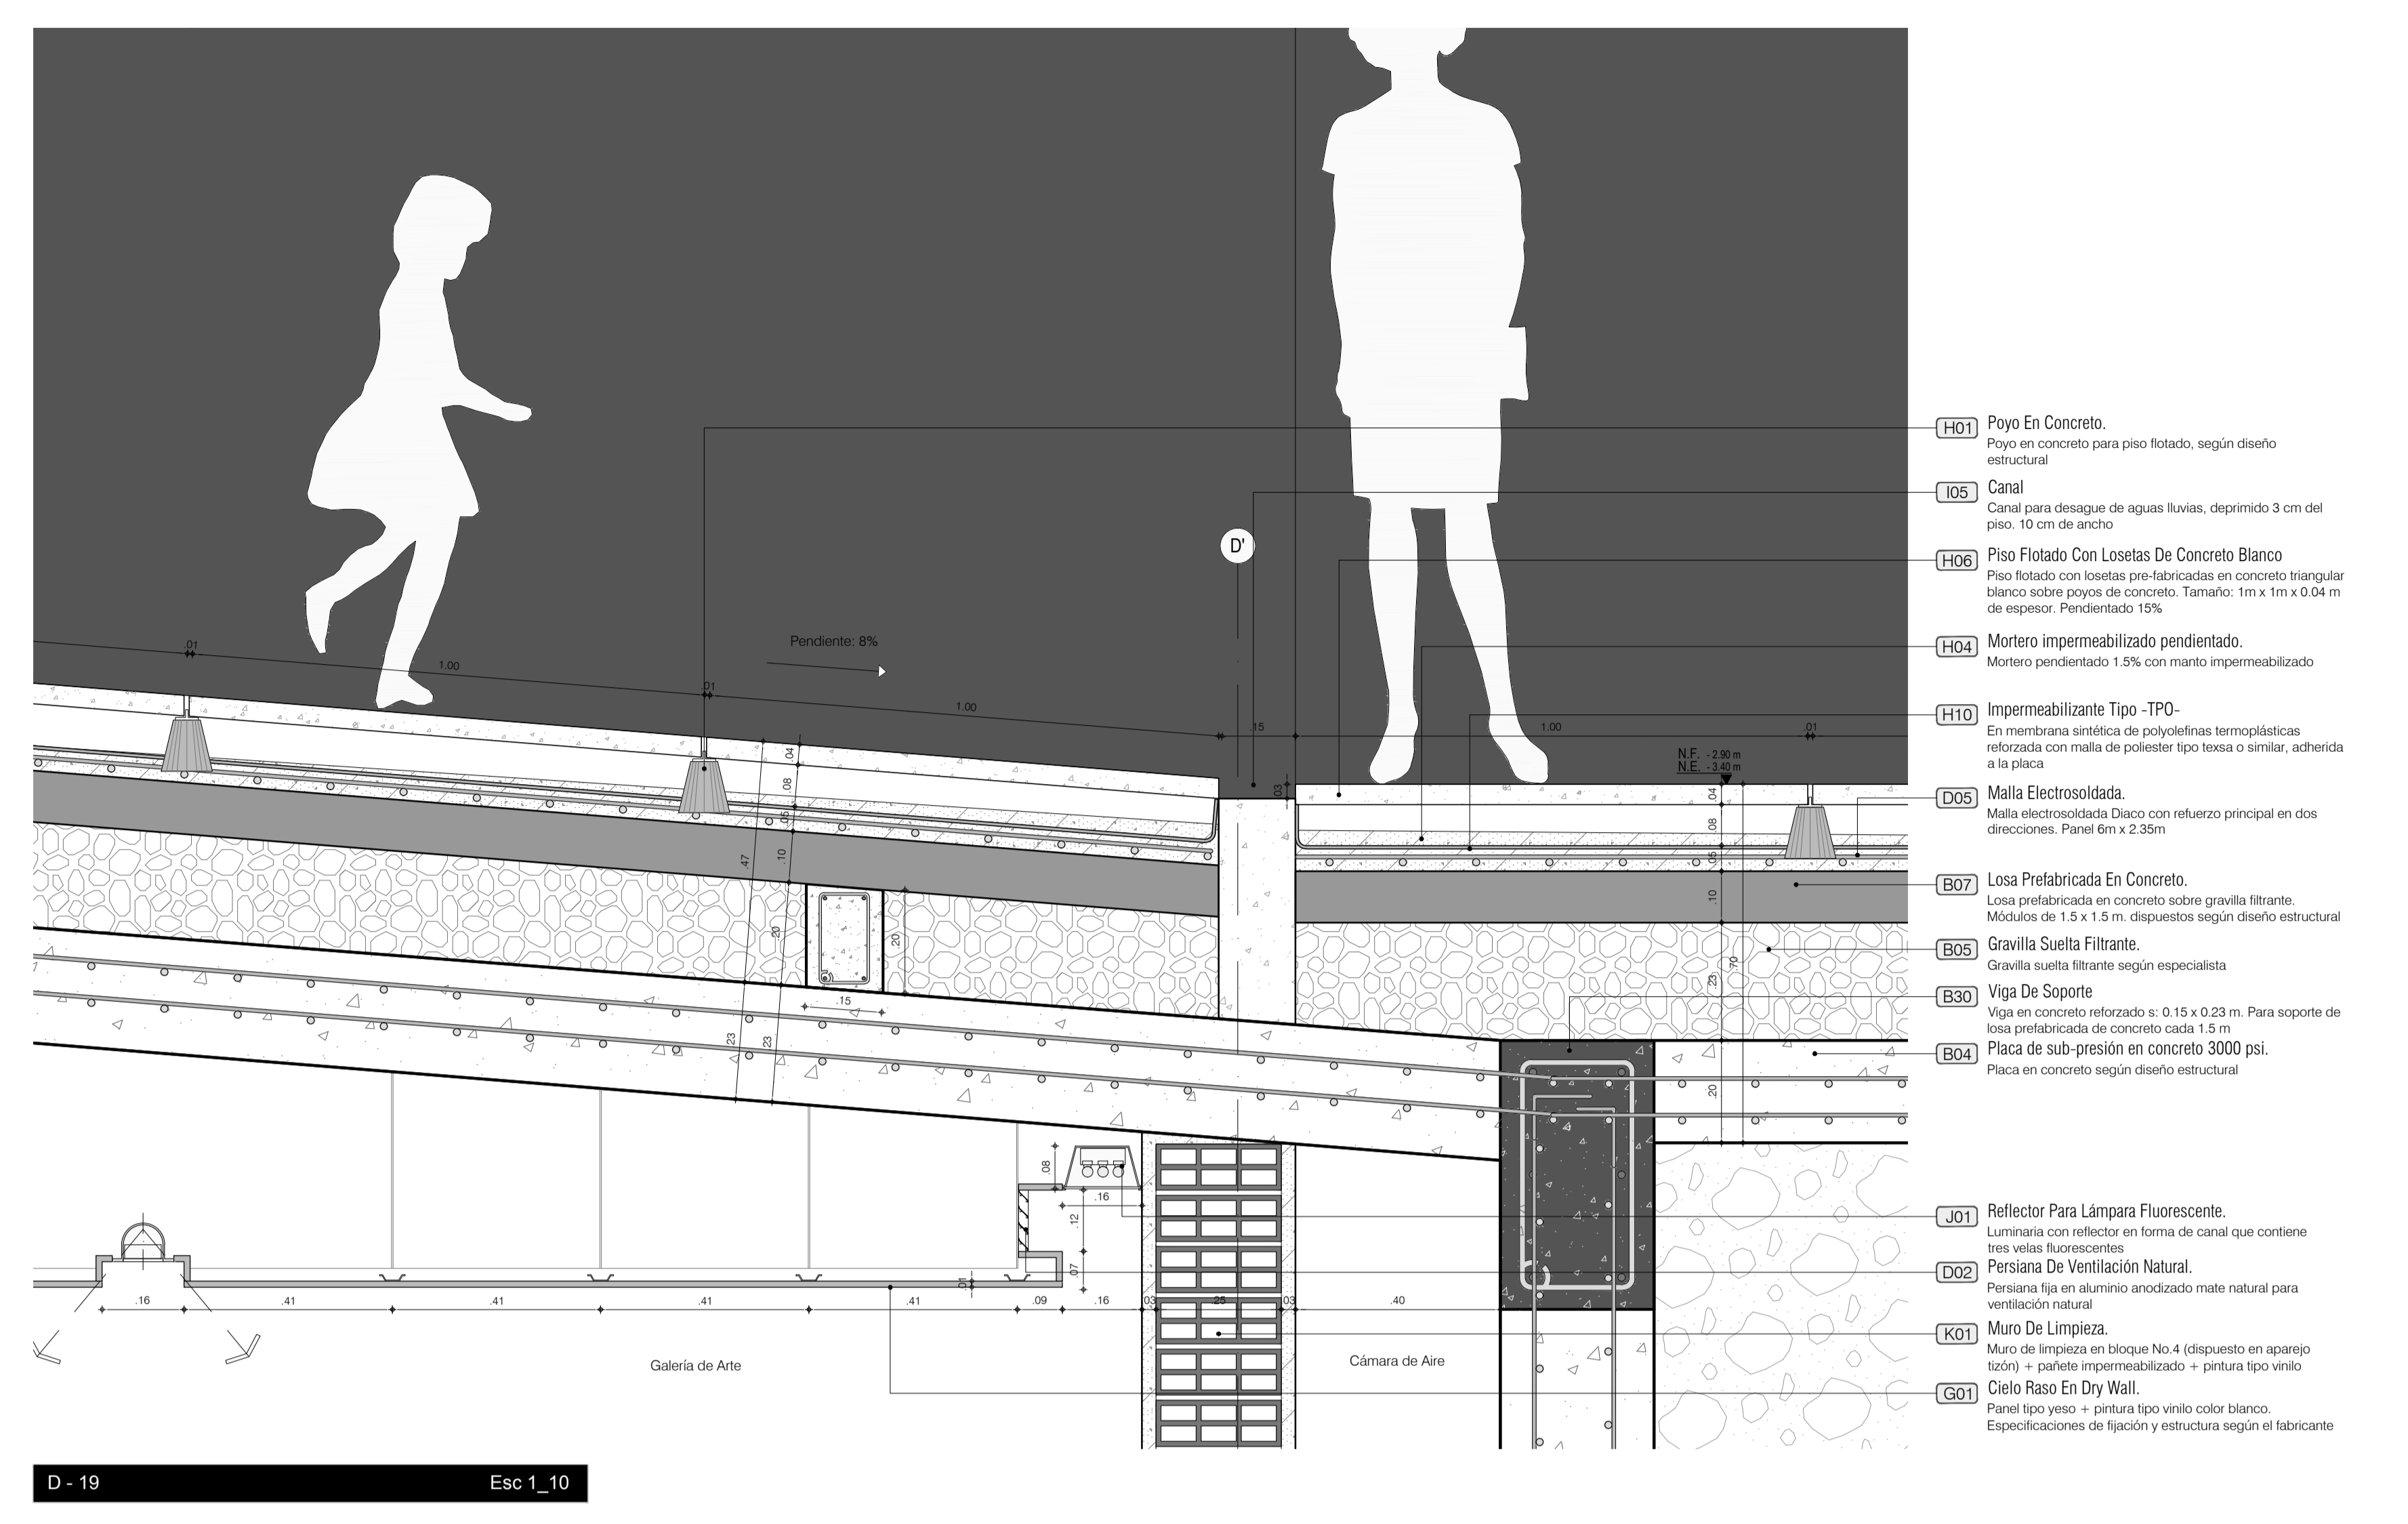 H01 Poyo En Concreto.
Poyo en concreto para piso flotado, según diseño
estructural
I05 Canal
Canal para desague de aguas lluvias, deprimido 3 cm del
piso. 10 cm de ancho
D'
H06 Piso Flotado Con Losetas De Concreto Blanco
Piso flotado con losetas pre-fabricadas en concreto triangular
blanco sobre poyos de concreto. Tamaño: 1m x 1m x 0.04 m
de espesor. Pendientado 15%
H04 Mortero impermeabilizado pendientado.
Mortero pendientado 1.5% con manto impermeabilizado
Pendiente: 8%
.01
1.00
.01
1.00
.15
1.00
.01
H10 Impermeabilizante Tipo -TPO-
En membrana sintética de polyolefinas termoplásticas
reforzada con malla de poliester tipo texsa o similar, adherida
a la placa
N.F. - 2.90 m
N.E. - 3.40 m
D05 Malla Electrosoldada.
Malla electrosoldada Diaco con refuerzo principal en dos
direcciones. Panel 6m x 2.35m
.04
.08
.05
.10
.47
.20
.20
.15
.23
.23
.03
.04
.08
.05
.10
.23
.70
.20
B07 Losa Prefabricada En Concreto.
Losa prefabricada en concreto sobre gravilla filtrante.
Módulos de 1.5 x 1.5 m. dispuestos según diseño estructural
B05 Gravilla Suelta Filtrante.
Gravilla suelta filtrante según especialista
B30 Viga De Soporte
Viga en concreto reforzado s: 0.15 x 0.23 m. Para soporte de
losa prefabricada de concreto cada 1.5 m
B04 Placa de sub-presión en concreto 3000 psi.
Placa en concreto según diseño estructural
.08
.16
.12
.07
.01
J01 Reflector Para Lámpara Fluorescente.
Luminaria con reflector en forma de canal que contiene
tres velas fluorescentes
D02 Persiana De Ventilación Natural.
Persiana fija en aluminio anodizado mate natural para
ventilación natural
.16
.41
.41
.41
.41
.09
.16
.03
.25
.03
.40
K01 Muro De Limpieza.
Muro de limpieza en bloque No.4 (dispuesto en aparejo
tizón) + pañete impermeabilizado + pintura tipo vinilo
Galería de Arte
Cámara de Aire
G01 Cielo Raso En Dry Wall.
Panel tipo yeso + pintura tipo vinilo color blanco.
Especificaciones de fijación y estructura según el fabricante
D - 19
Esc 1_10